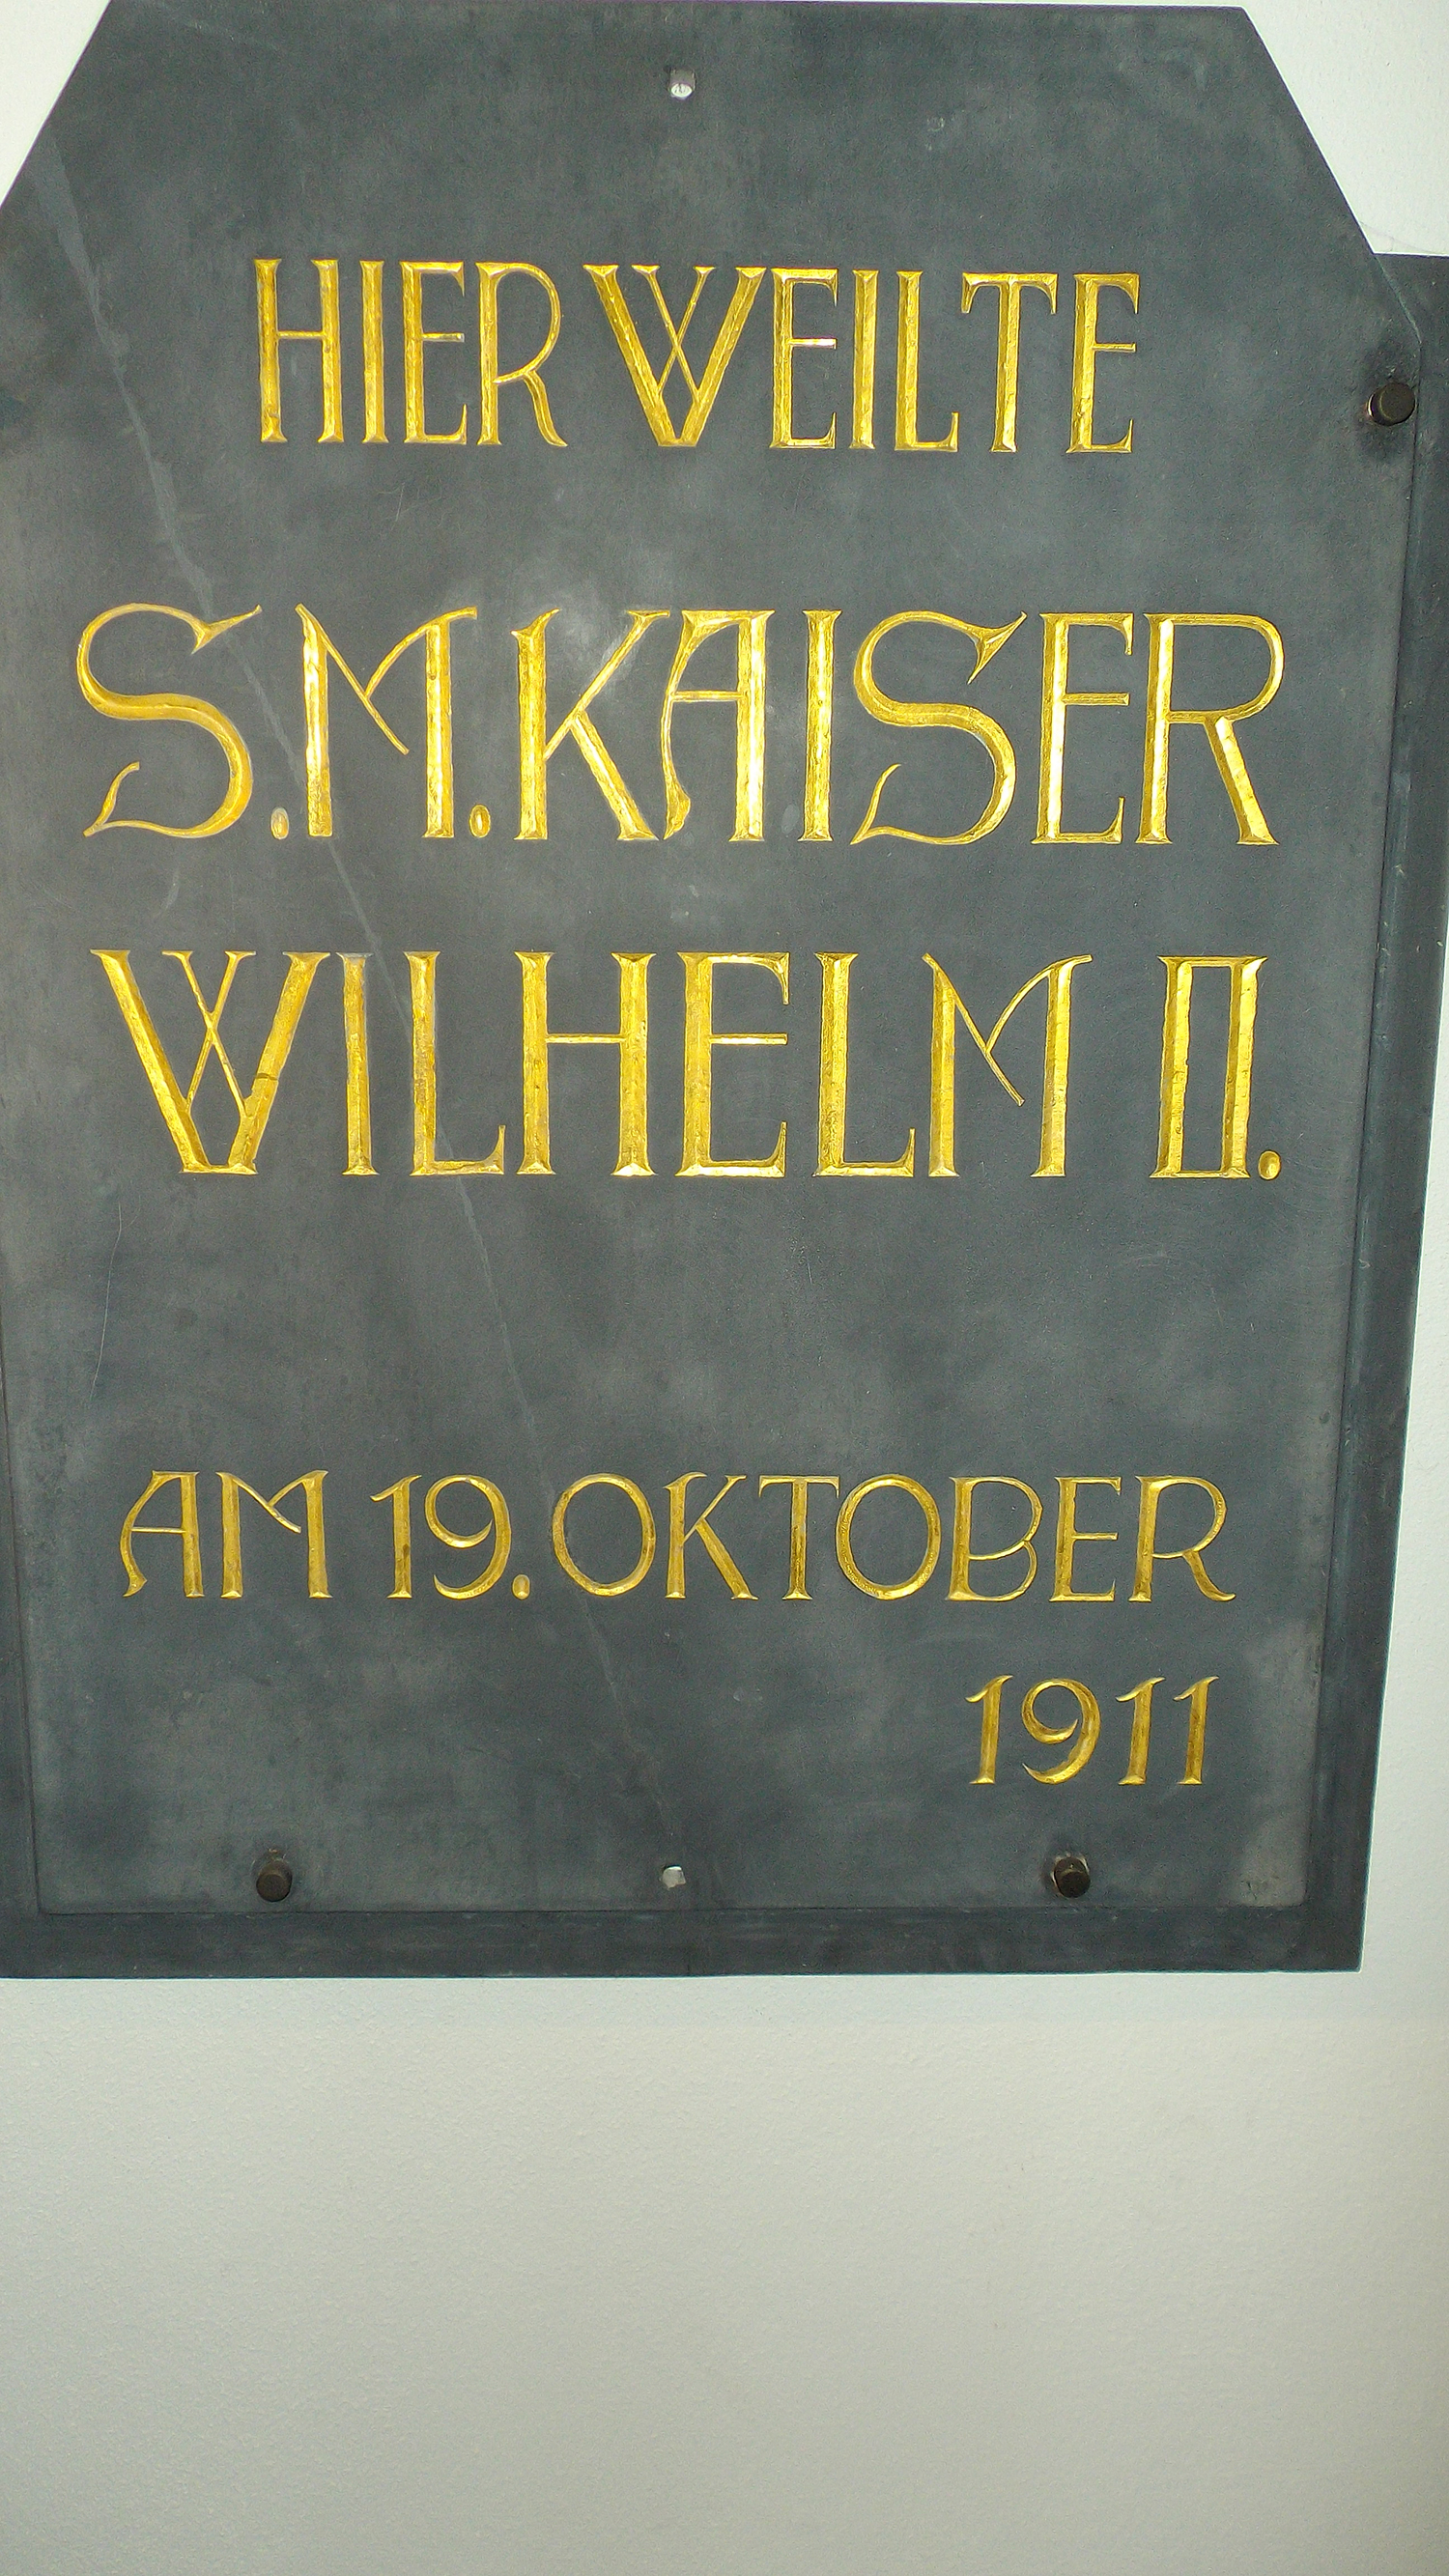 HIER WEILTE
S.M. KAISER
WILHELM II.
AM 19. OKTOBER
1911